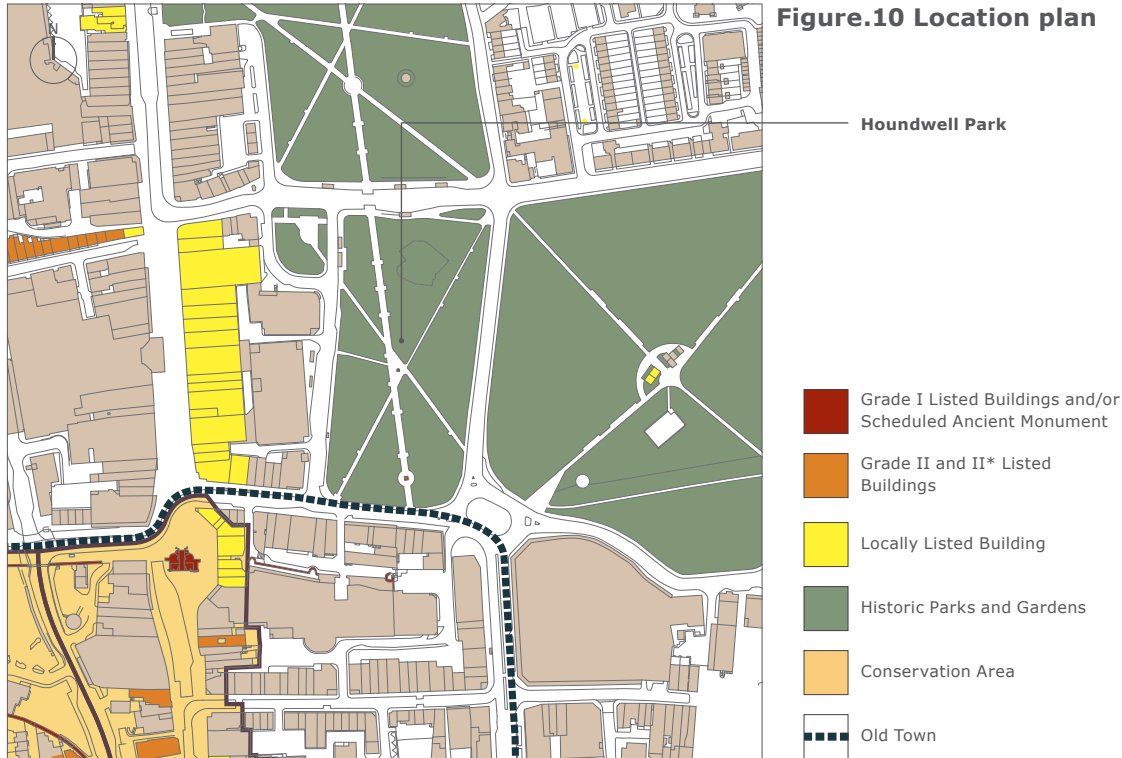 Figure.10 Location plan
N
Houndwell Park
Grade I Listed Buildings and/or
Scheduled Ancient Monument
Grade II and II* Listed
Buildings
Locally Listed Building
Historic Parks and Gardens
Conservation Area
Old Town